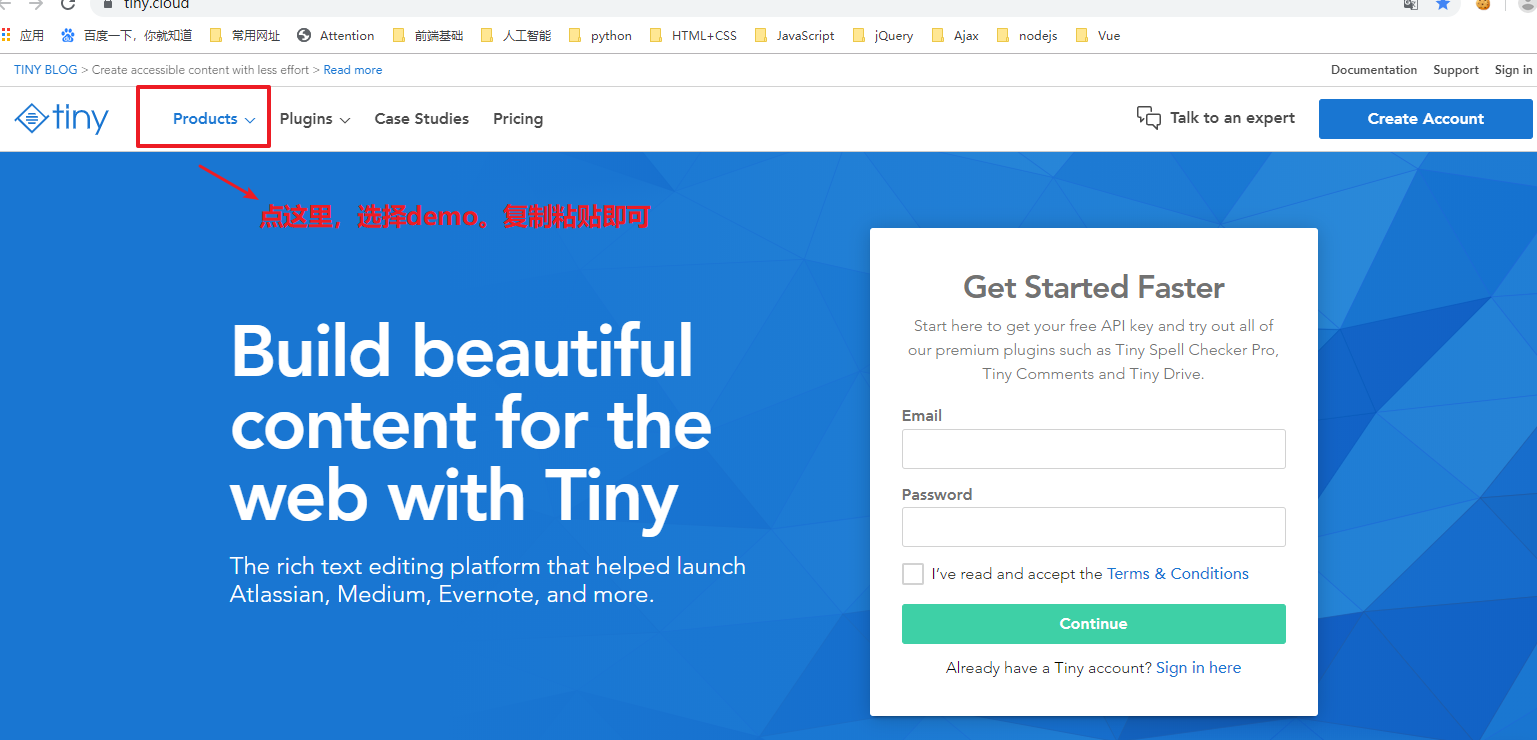 tiny.cloud
应用 百度一下，你就知道 常用网址 Attention 前端基础 人工智能 python HTML+CSS JavaScript jQuery Ajax nodejs Vue
TINY BLOG > Create accessible content with less effort > Read more Documentation Support Sign in
tiny Products Plugins Case Studies Pricing Talk to an expert Create Account
点这里，选择demo。复制粘贴即可
Build beautiful
content for the
web with Tiny
The rich text editing platform that helped launch
Atlassian, Medium, Evernote, and more.
Get Started Faster
Start here to get your free API key and try out all of
our premium plugins such as Tiny Spell Checker Pro,
Tiny Comments and Tiny Drive.
Email
Password
I’ve read and accept the Terms & Conditions
Continue
Already have a Tiny account? Sign in here